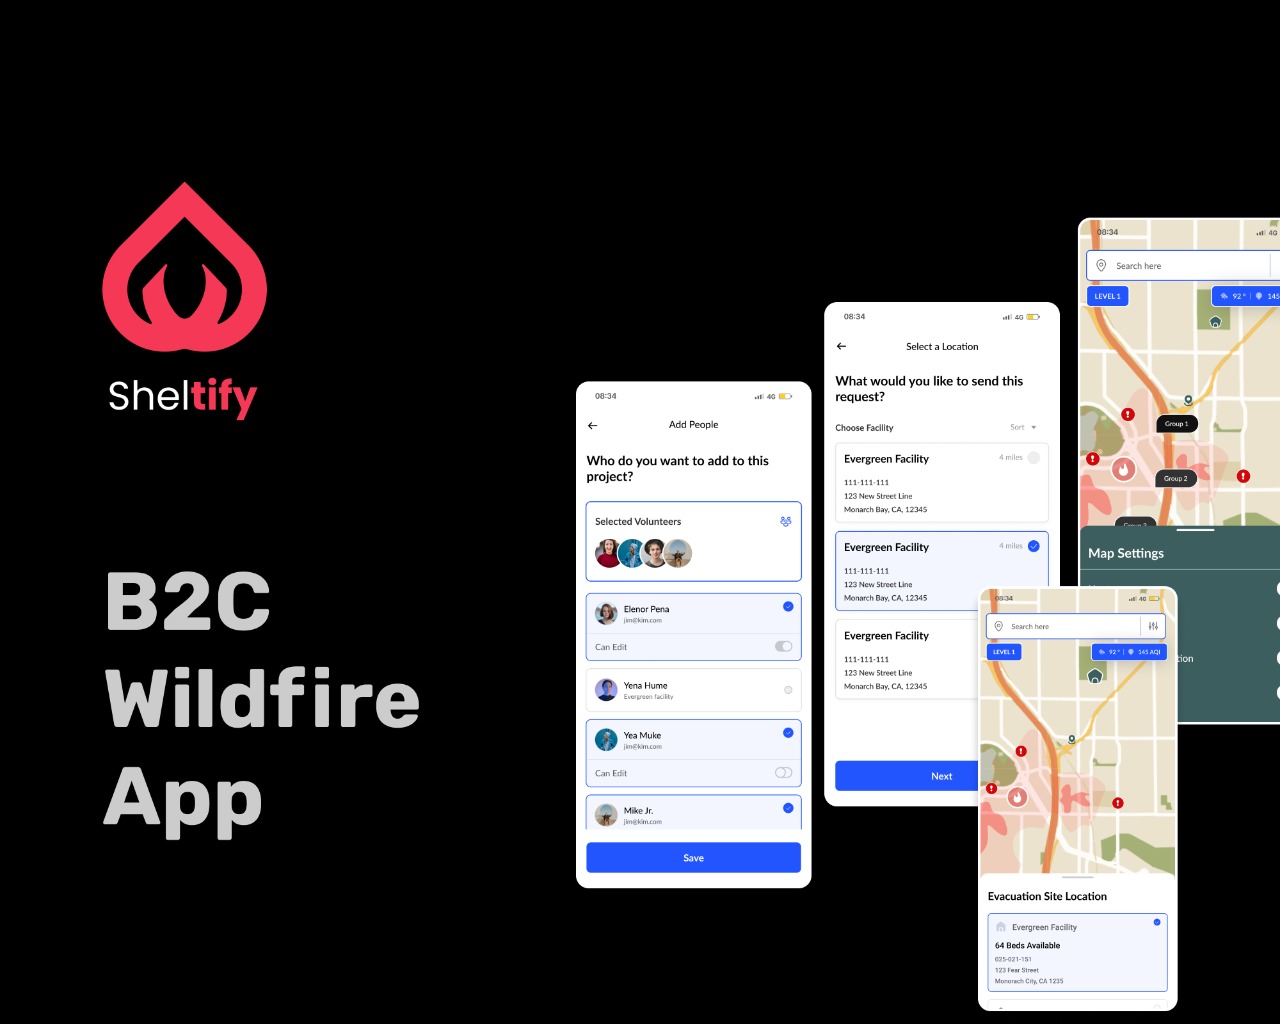 Sheltify
B2C
Wildfire
App
08:34
4G
Add People
Who do you want to add to this
project?
Selected Volunteers
Elenor Pena
jim@kim.com
Can Edit
Yena Hume
Evergreen facility
Yea Muke
jim@kim.com
Can Edit
Mike Jr.
jim@kim.com
Save
08:34
4G
Select a Location
What would you like to send this
request?
Choose Facility
Sort
Evergreen Facility
4 miles
111-111-111
123 New Street Line
Monarch Bay, CA, 12345
Evergreen Facility
4 miles
111-111-111
123 New Street Line
Monarch Bay, CA, 12345
Evergreen Facility
111-111-111
123 New Street Line
Monarch Bay, CA, 12345
Next
08:34
4G
Search here
LEVEL 1
92°
145
Group 1
Group 2
Map Settings
tion
08:34
4G
Search here
LEVEL 1
92°
145 AQI
Evacuation Site Location
Evergreen Facility
64 Beds Available
025-021-151
123 Fear Street
Monorach City, CA 1235